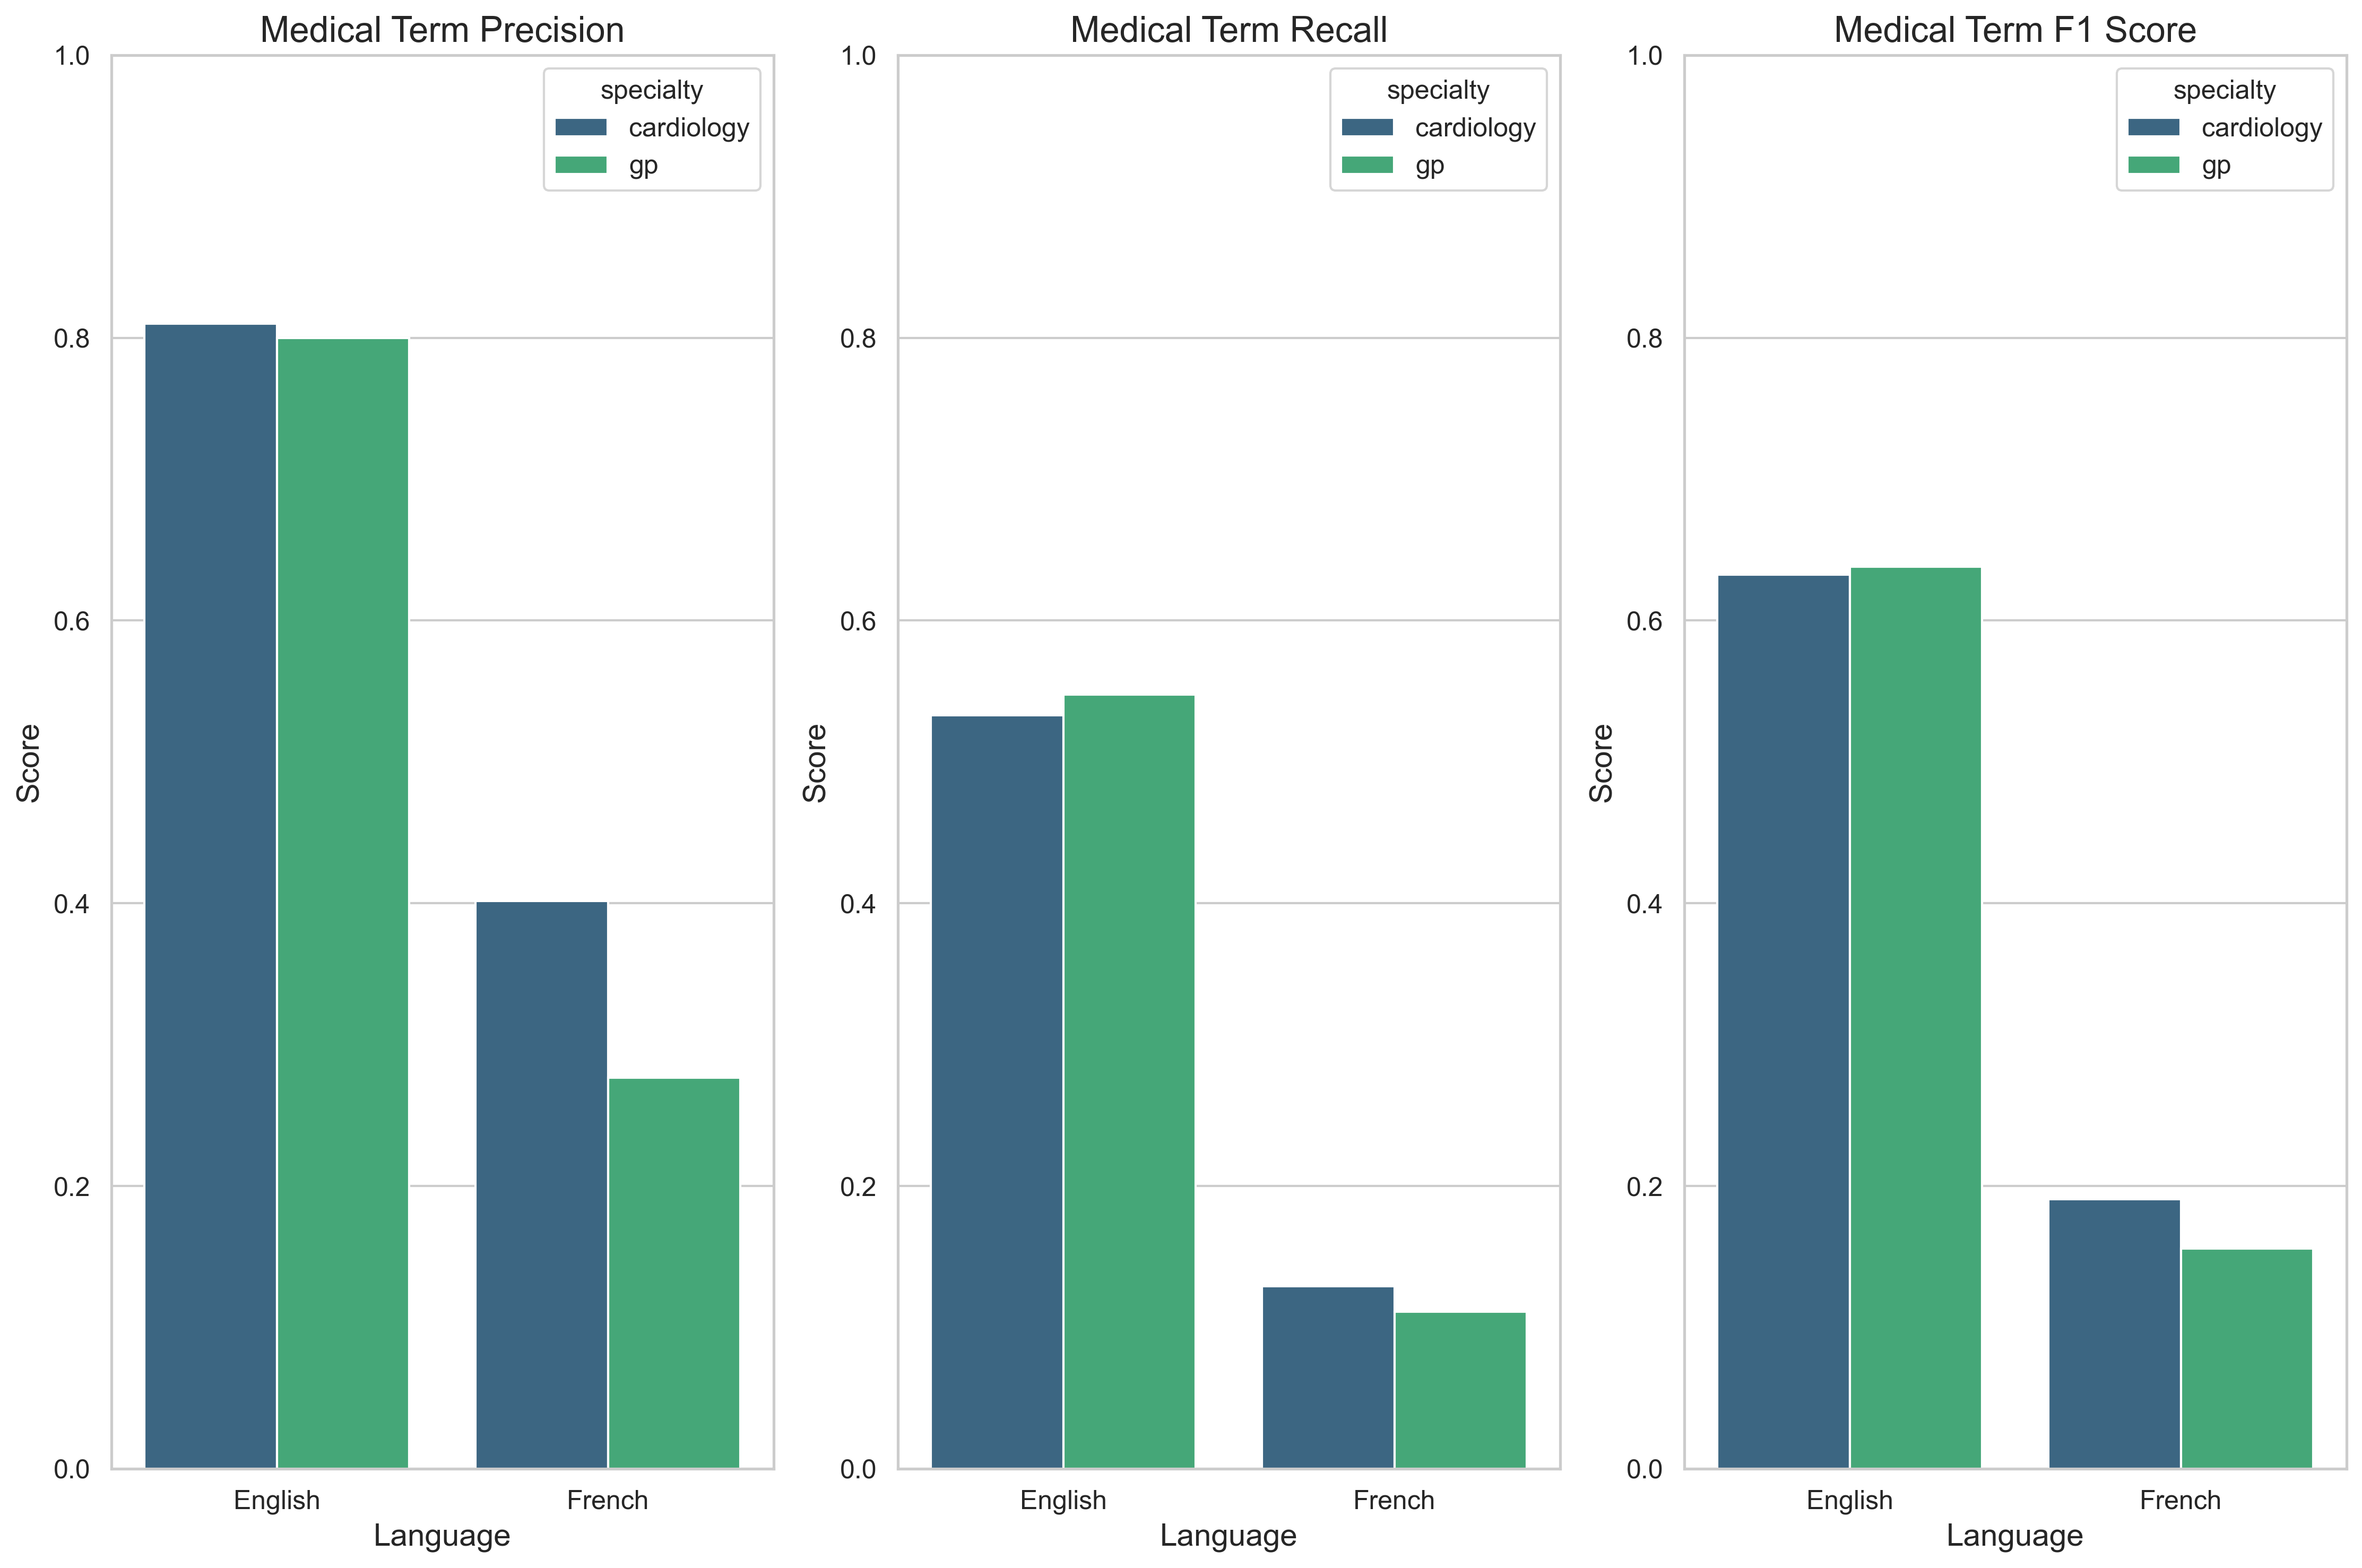 Medical Term Precision
1.0
0.8
0.6
0.4
0.2
0.0
Score
specialty
cardiology
gp
English
French
Language
Medical Term Recall
1.0
0.8
0.6
0.4
0.2
0.0
Score
specialty
cardiology
gp
English
French
Language
Medical Term F1 Score
1.0
0.8
0.6
0.4
0.2
0.0
Score
specialty
cardiology
gp
English
French
Language